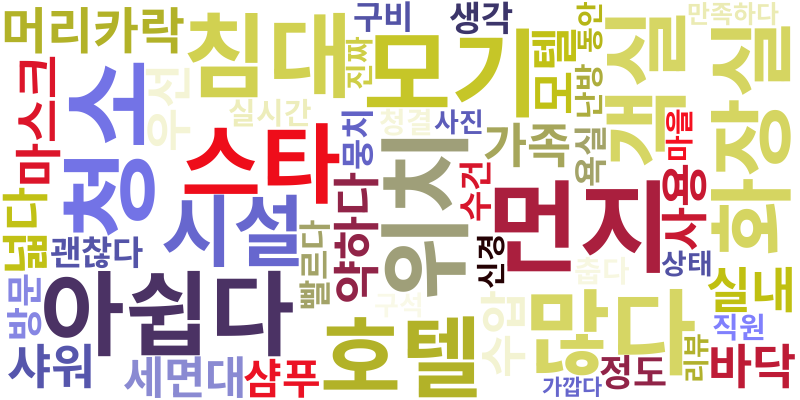 머리카락
침대
구비
생각
모기
모텔
동안
객실
만족하다
화장실
진짜
마스크
청소
우선
실시간
스타
뭉치
청결
사진
가족
난방
욕실
마을
위치
수건
먼지
사용
넓다
괜찮다
시설
약하다
빨리다
신경
상태
춥다
실내
방문
아쉽다
호텔
구석
수압
많다
직원
리뷰
샤워
세면대
샴푸
가깝다
정도
바닥